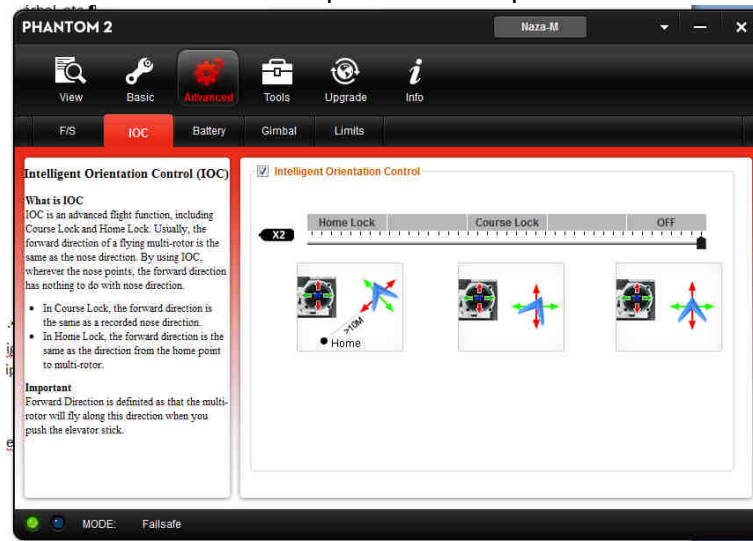 PHANTOM 2
Naza-M
View
Basic
Advanced
Tools
Upgrade
Info
F/S
IOC
Battery
Gimbal
Limits
Intelligent Orientation Control (IOC)
What is IOC
IOC is an advanced flight function, including
Course Lock and Home Lock. Usually, the
forward direction of a flying multi-rotor is the
same as the nose direction. By using IOC,
wherever the nose points, the forward direction
has nothing to do with nose direction.
• In Course Lock, the forward direction is
the same as a recorded nose direction.
• In Home Lock, the forward direction is the
same as the direction from the home point
to multi-rotor.
Important
Forward Direction is definited as that the multi-
rotor will fly along this direction when you
push the elevator stick.
Intelligent Orientation Control
Home Lock
Course Lock
OFF
X2
>10M
Home
MODE: Failsafe